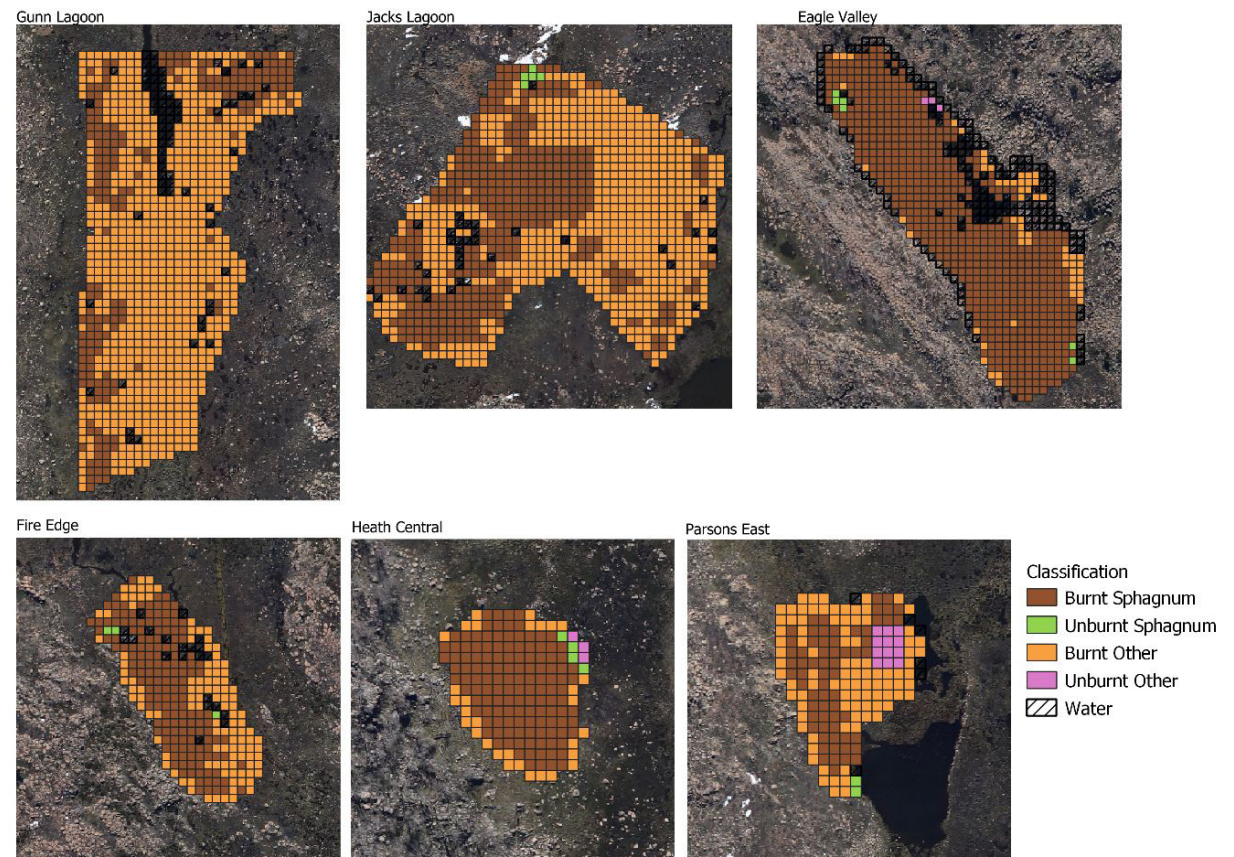 Gunn Lagoon
Jacks Lagoon
Eagle Valley
Fire Edge
Heath Central
Parsons East
Classification
Burnt Sphagnum
Unburnt Sphagnum
Burnt Other
Unburnt Other
Water